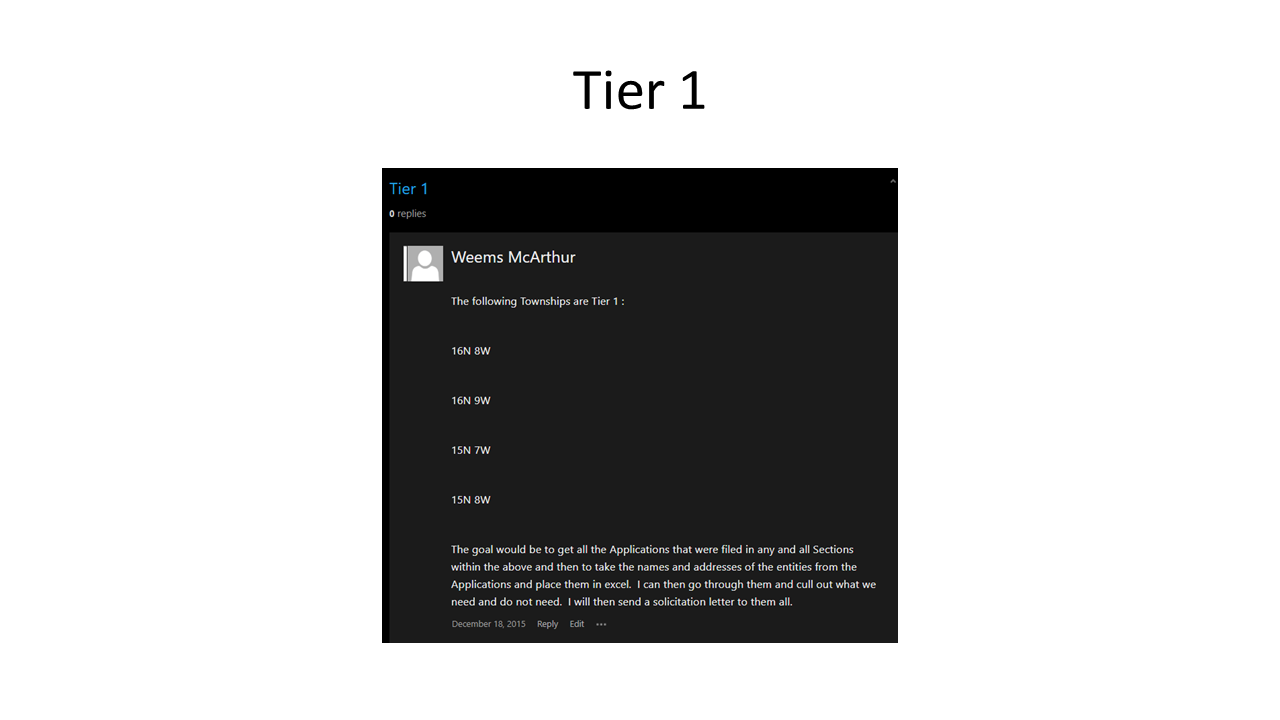 Tier 1
Tier 1
0 replies
Weems McArthur
The following Townships are Tier 1 :
16N 8W
16N 9W
15N 7W
15N 8W
The goal would be to get all the Applications that were filed in any and all Sections
within the above and then to take the names and addresses of the entities from the
Applications and place them in excel.  I can then go through them and cull out what we
need and do not need.  I will then send a solicitation letter to them all.
December 18, 2015 Reply Edit •••